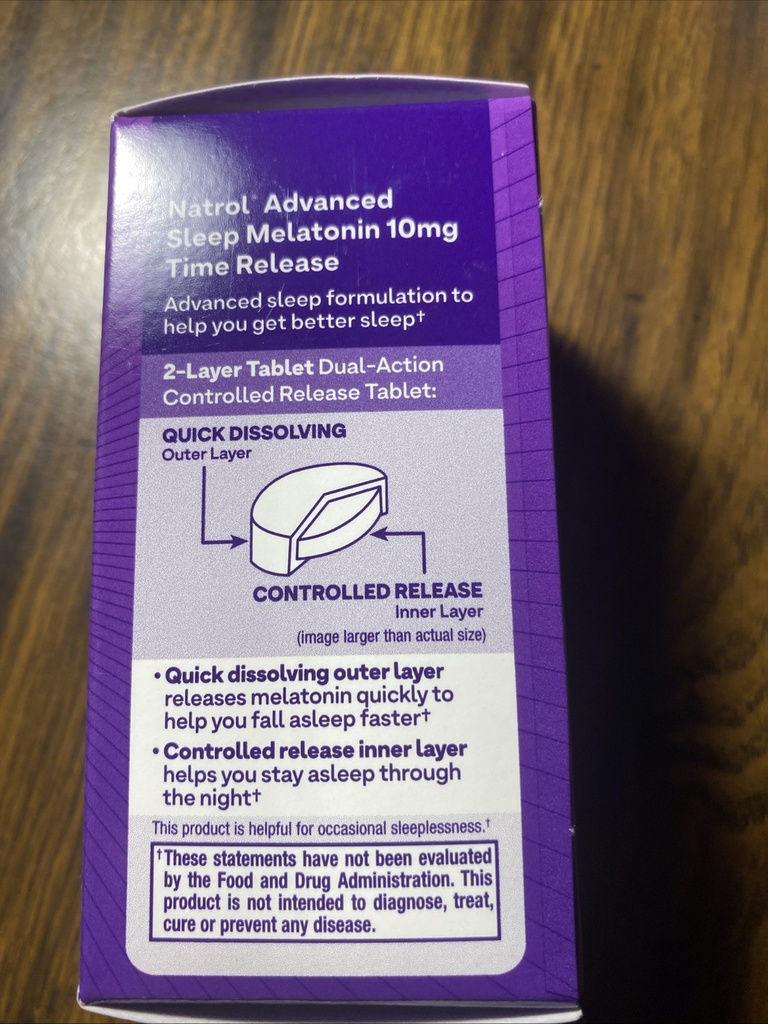 Natrol® Advanced
Sleep Melatonin 10mg
Time Release
Advanced sleep formulation to
help you get better sleep†
2-Layer Tablet Dual-Action
Controlled Release Tablet:
QUICK DISSOLVING
Outer Layer
CONTROLLED RELEASE
Inner Layer
(image larger than actual size)
• Quick dissolving outer layer
releases melatonin quickly to
help you fall asleep faster†
• Controlled release inner layer
helps you stay asleep through
the night†
This product is helpful for occasional sleeplessness.†
†These statements have not been evaluated
by the Food and Drug Administration. This
product is not intended to diagnose, treat,
cure or prevent any disease.